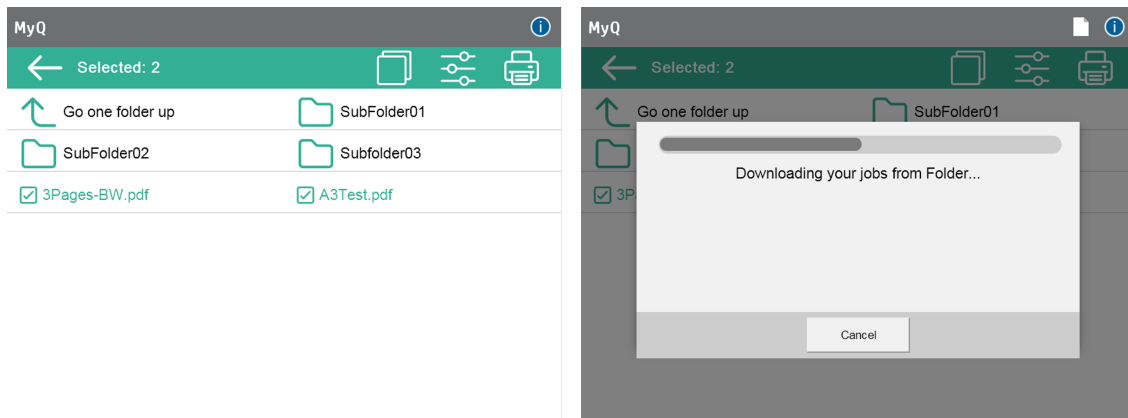 MyQ
Selected: 2
Go one folder up SubFolder01
SubFolder02 Subfolder03
3Pages-BW.pdf A3Test.pdf
MyQ
Selected: 2
Go one folder up SubFolder01
3P
Downloading your jobs from Folder...
Cancel